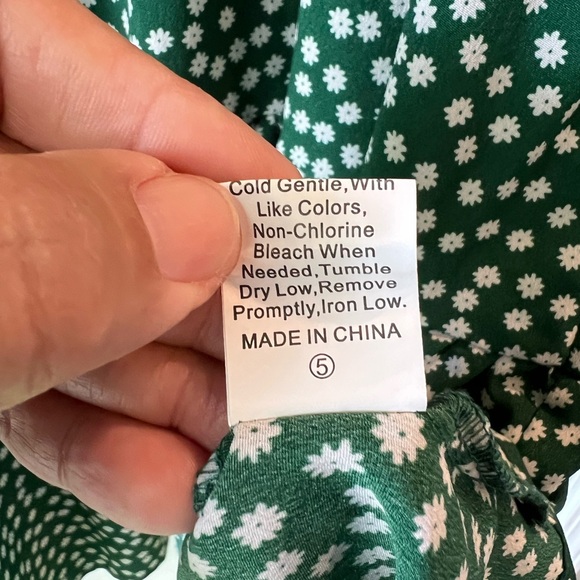 Cold Gentle,With
Like Colors,
Non-Chlorine
Bleach When
Needed,Tumble
Dry Low,Remove
Promptly,Iron Low.
MADE IN CHINA
⑤